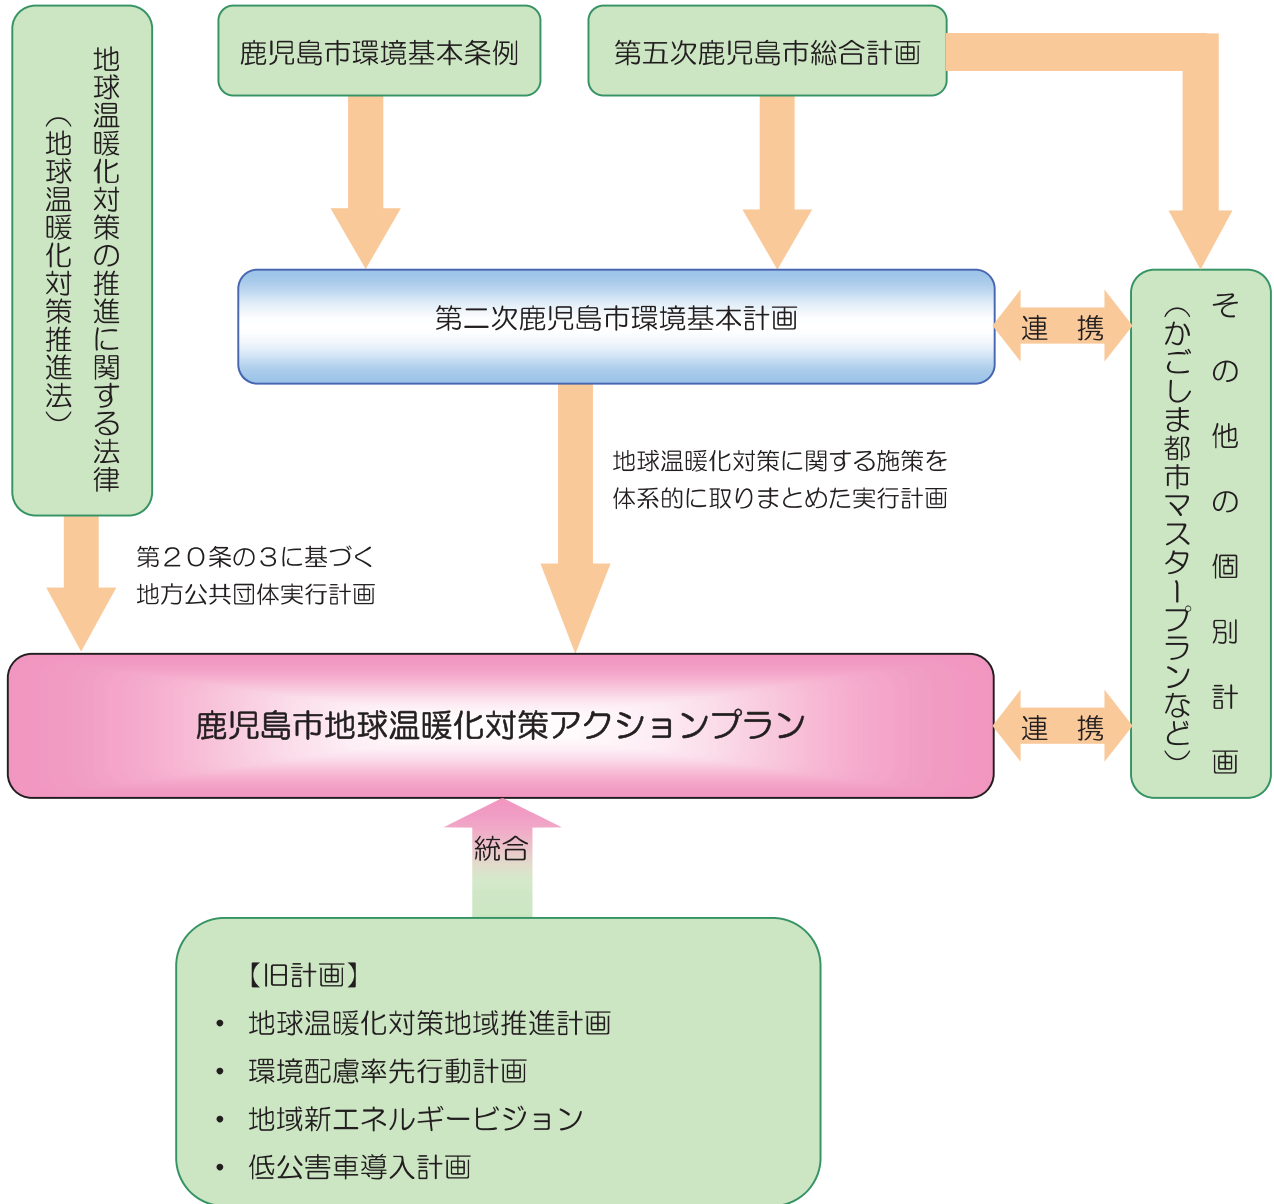 地球温暖化対策の推進に関する法律
（地球温暖化対策推進法）
鹿児島市環境基本条例
第五次鹿児島市総合計画
第二次鹿児島市環境基本計画
連　携
その他の個別計画
（かごしま都市マスタープランなど）
地球温暖化対策に関する施策を
体系的に取りまとめた実行計画
第２０条の３に基づく
地方公共団体実行計画
鹿児島市地球温暖化対策アクションプラン
連　携
統合
【旧計画】
• 地球温暖化対策地域推進計画
• 環境配慮率先行動計画
• 地域新エネルギービジョン
• 低公害車導入計画